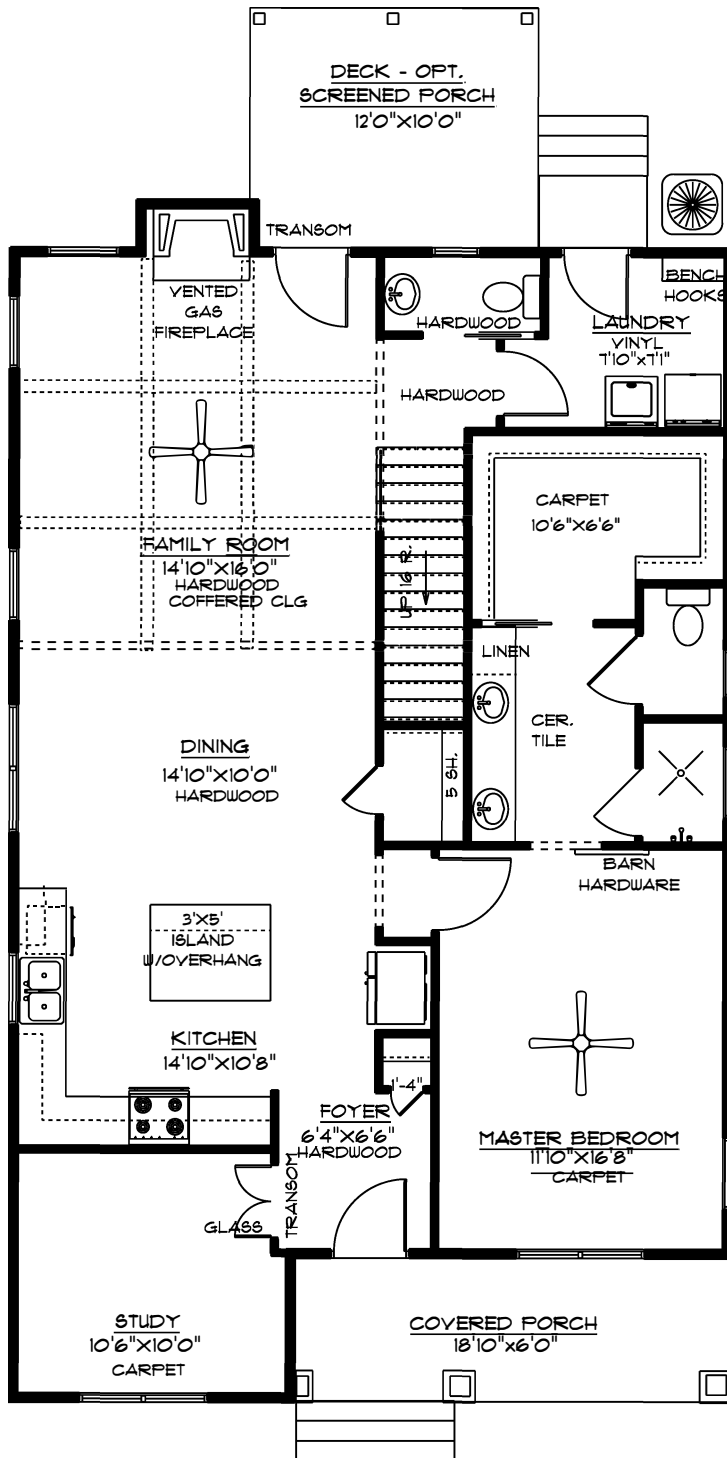 DECK - OPT.
SCREENED PORCH
12'0"X10'0"
TRANSOM
VENTED
GAS
FIREPLACE
HARDWOOD
BENCH
HOOKS
LAUNDRY
VINYL
7'10"x7'1"
HARDWOOD
CARPET
10'6"X6'6"
FAMILY ROOM
14'10"X16'0"
HARDWOOD
COFFERED CLG
UP 16 R.
LINEN
CER.
TILE
DINING
14'10"X10'0"
HARDWOOD
5 SH.
BARN
HARDWARE
3'X5'
ISLAND
W/OVERHANG
KITCHEN
14'10"X10'8"
1'-4"
FOYER
6'4"X6'6"
HARDWOOD
MASTER BEDROOM
11'10"X16'8"
CARPET
GLASS
TRANSOM
STUDY
10'6"X10'0"
CARPET
COVERED PORCH
18'10"x6'0"